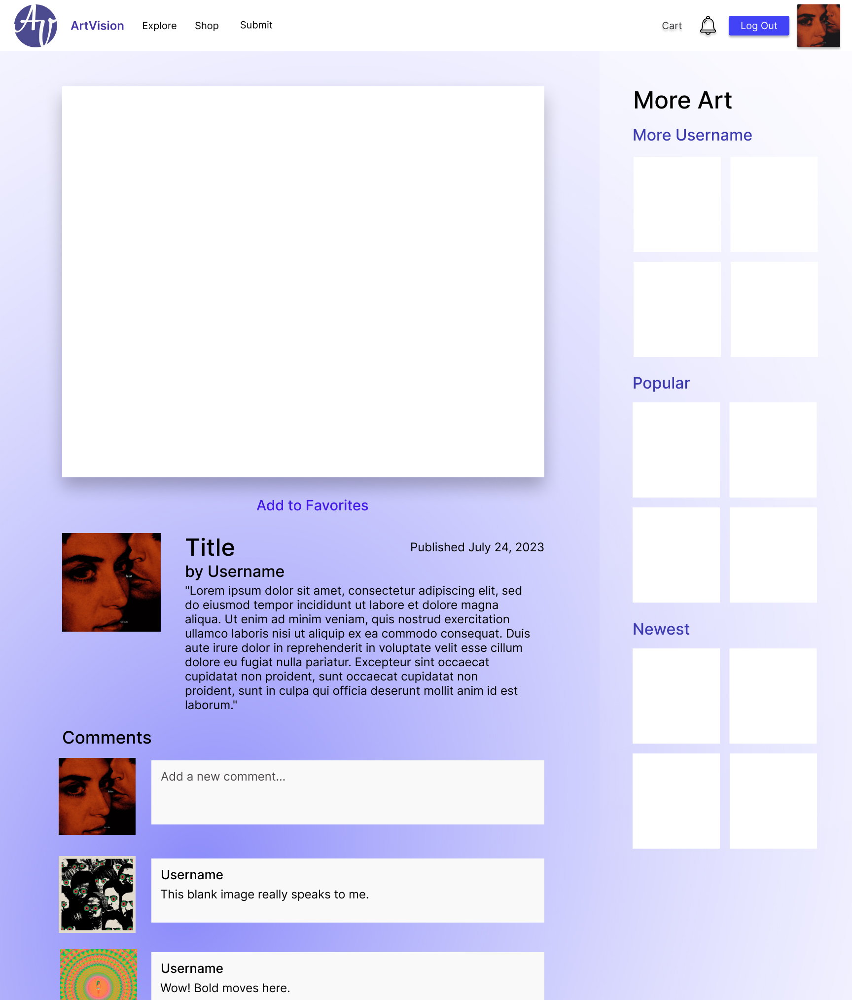 AV
ArtVision
Explore
Shop
Submit
Cart
Log Out
feist
Add to Favorites
feist
Title
Published July 24, 2023
by Username
"Lorem ipsum dolor sit amet, consectetur adipiscing elit, sed
do eiusmod tempor incididunt ut labore et dolore magna
aliqua. Ut enim ad minim veniam, quis nostrud exercitation
ullamco laboris nisi ut aliquip ex ea commodo consequat. Duis
aute irure dolor in reprehenderit in voluptate velit esse cillum
dolore eu fugiat nulla pariatur. Excepteur sint occaecat
cupidatat non proident, sunt occaecat cupidatat non
proident, sunt in culpa qui officia deserunt mollit anim id est
laborum."
Comments
feist
Add a new comment...
Username
This blank image really speaks to me.
Username
Wow! Bold moves here.
More Art
More Username
Popular
Newest